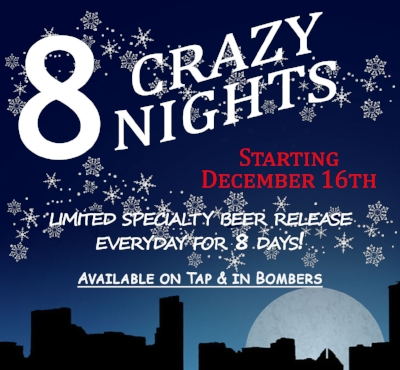 8 CRAZY
NIGHTS
STARTING
DECEMBER 16TH
LIMITED SPECIALTY BEER RELEASE
EVERYDAY FOR 8 DAYS!
AVAILABLE ON TAP & IN BOMBERS